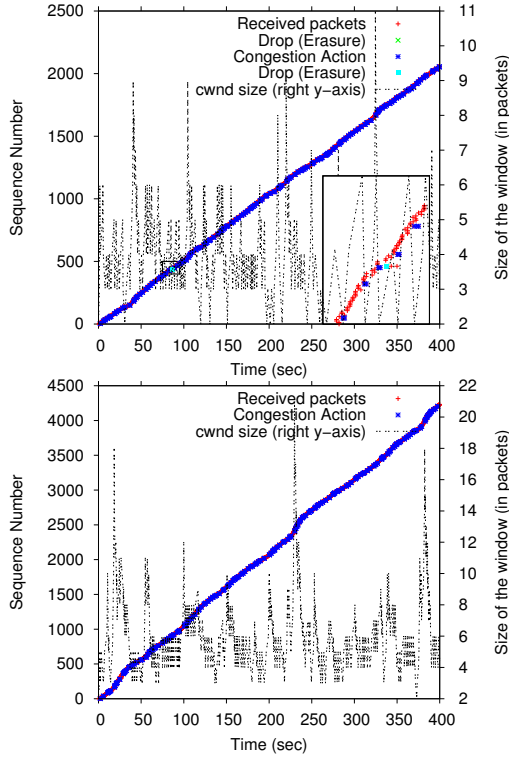 Received packets
Drop (Erasure)
Congestion Action
Drop (Erasure)
cwnd size (right y-axis)
2500
2000
1500
1000
500
0
Sequence Number
11
10
9
8
7
6
5
4
3
2
Size of the window (in packets)
0 50 100 150 200 250 300 350 400
Time (sec)
Received packets
Congestion Action
cwnd size (right y-axis)
4500
4000
3500
3000
2500
2000
1500
1000
500
0
Sequence Number
22
20
18
16
14
12
10
8
6
4
2
Size of the window (in packets)
0 50 100 150 200 250 300 350 400
Time (sec)